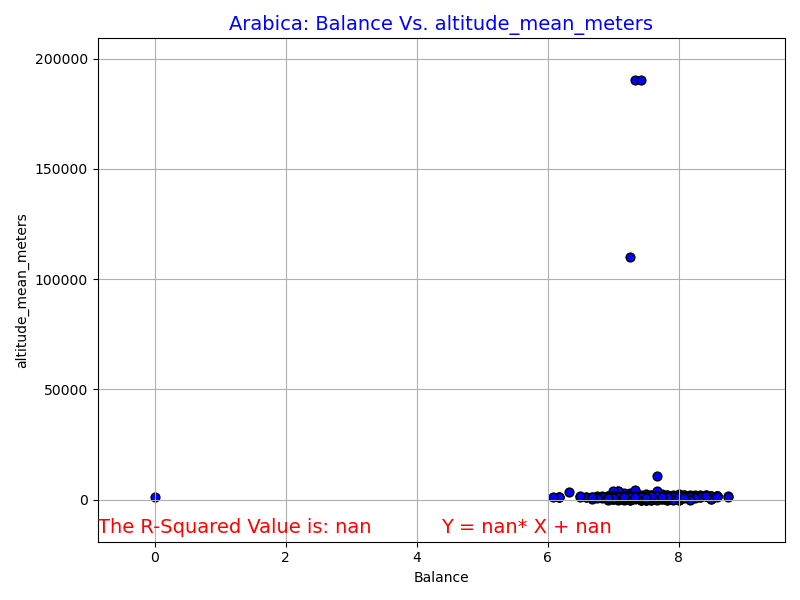 Arabica: Balance Vs. altitude_mean_meters
altitude_mean_meters
200000
150000
100000
50000
0
The R-Squared Value is: nan
Y = nan* X + nan
0 2 4 6 8
Balance